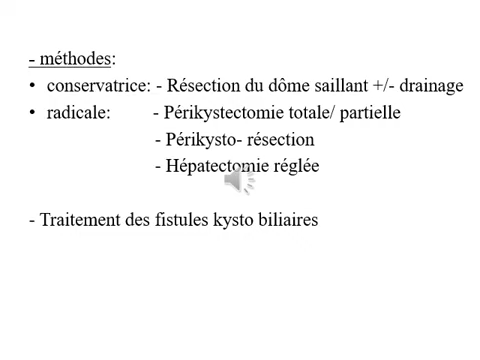 - méthodes:
• conservatrice: - Résection du dôme saillant +/- drainage
• radicale: - Périkystectomie totale/ partielle
- Périkysto- résection
- Hépatectomie réglée
- Traitement des fistules kysto biliaires